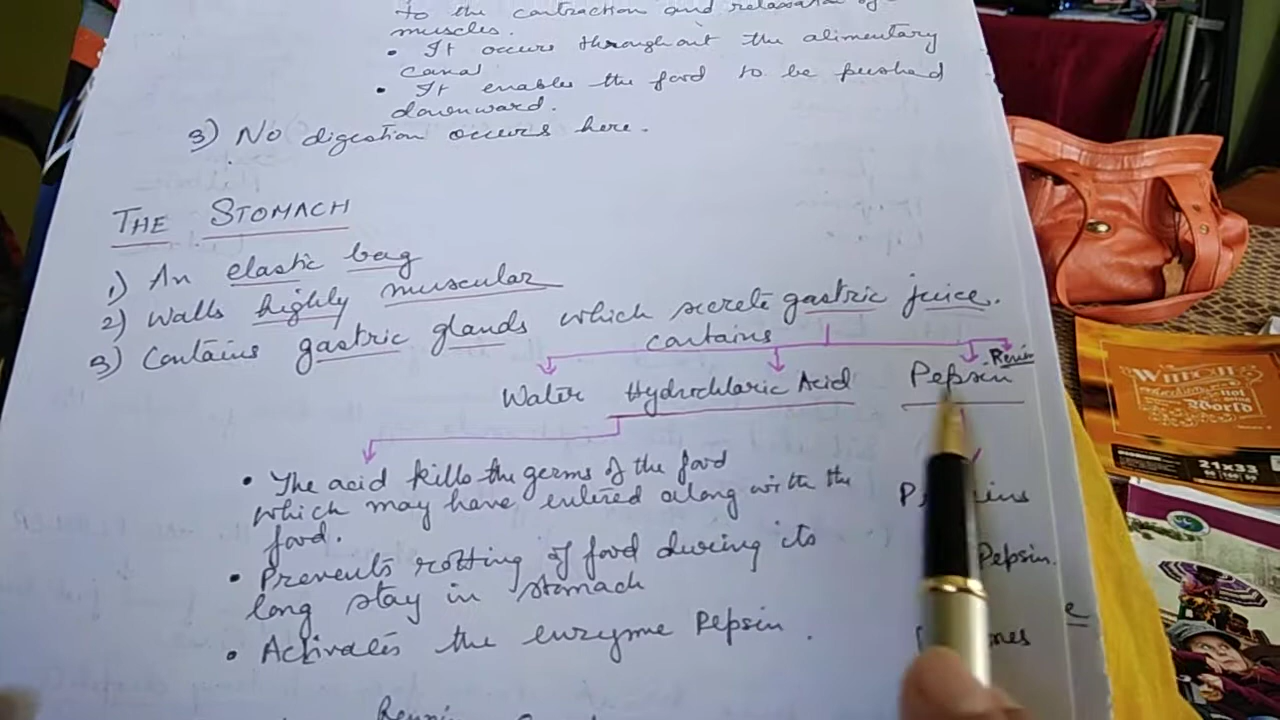 to the contraction and relaxation of
muscles.
• It occurs throughout the alimentary
canal
• It enables the food to be pushed
downward.
3) No digestion occurs here.
THE STOMACH
1) An elastic bag
2) Walls highly muscular
3) Contains gastric glands which secrete gastric juice.
contains
Water Hydrochloric Acid Pepsin Renin
• The acid kills the germs of the food
which may have entered along with the
food.
• Prevents rotting of food during its
long stay in stomach
• Activates the enzyme Pepsin.
Pepsin.
21x33
World